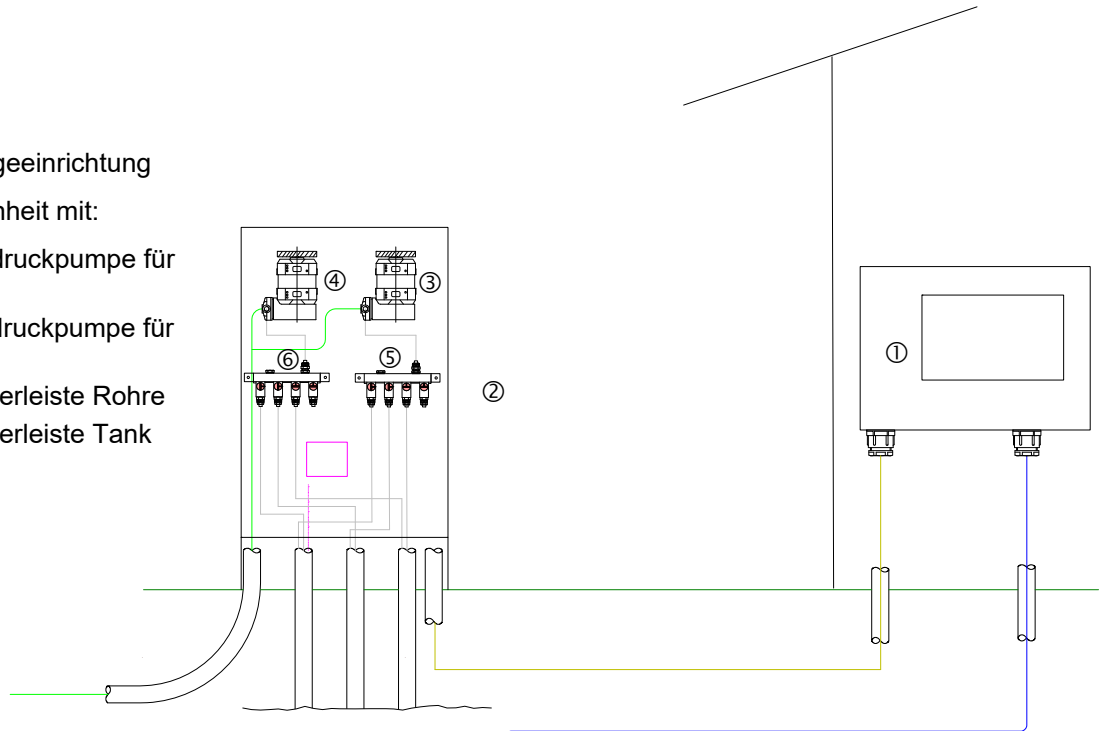 geeinrichtung
nheit mit:
druckpumpe für
druckpumpe für
erleiste Rohre
erleiste Tank
④
③
⑥
⑤
②
①